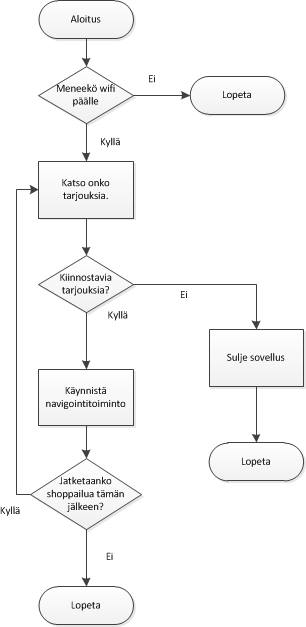 Aloitus
Meneekö wifi
päälle
Ei
Lopeta
Kyllä
Katso onko
tarjouksia.
Kiinnostavia
tarjouksia?
Ei
Kyllä
Sulje sovellus
Käynnistä
navigointitoiminto
Lopeta
Jatketaanko
shoppailua tämän
jälkeen?
Kyllä
Ei
Lopeta